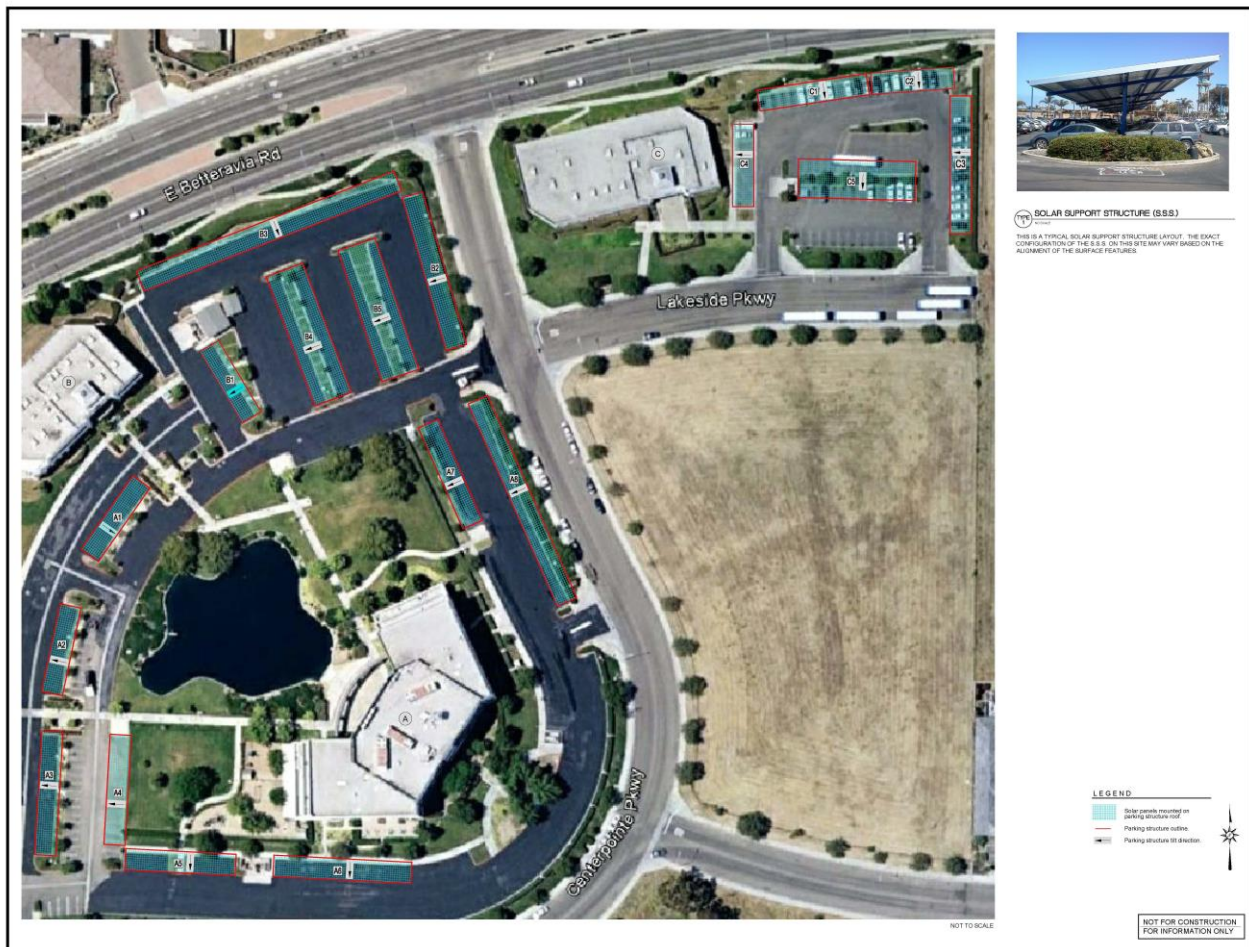 E Betteravia Rd
C1
C2
C3
C4
C5
C
B3
B2
B5
B4
B1
B
Lakeside Pkwy
A7
A8
A1
A2
A3
A4
A5
A6
A
Centerpointe Pkwy
NOT TO SCALE
TYPE
SOLAR SUPPORT STRUCTURE (S.S.S.)
THIS IS A TYPICAL SOLAR SUPPORT STRUCTURE LAYOUT. THE EXACT
CONFIGURATION OF THE S.S.S. ON THIS SITE MAY VARY BASED ON THE
ALIGNMENT OF THE SURFACE FEATURES.
LEGEND
Solar panels mounted on
parking structure roof.
Parking structure outline.
Parking structure tilt direction.
NOT FOR CONSTRUCTION
FOR INFORMATION ONLY